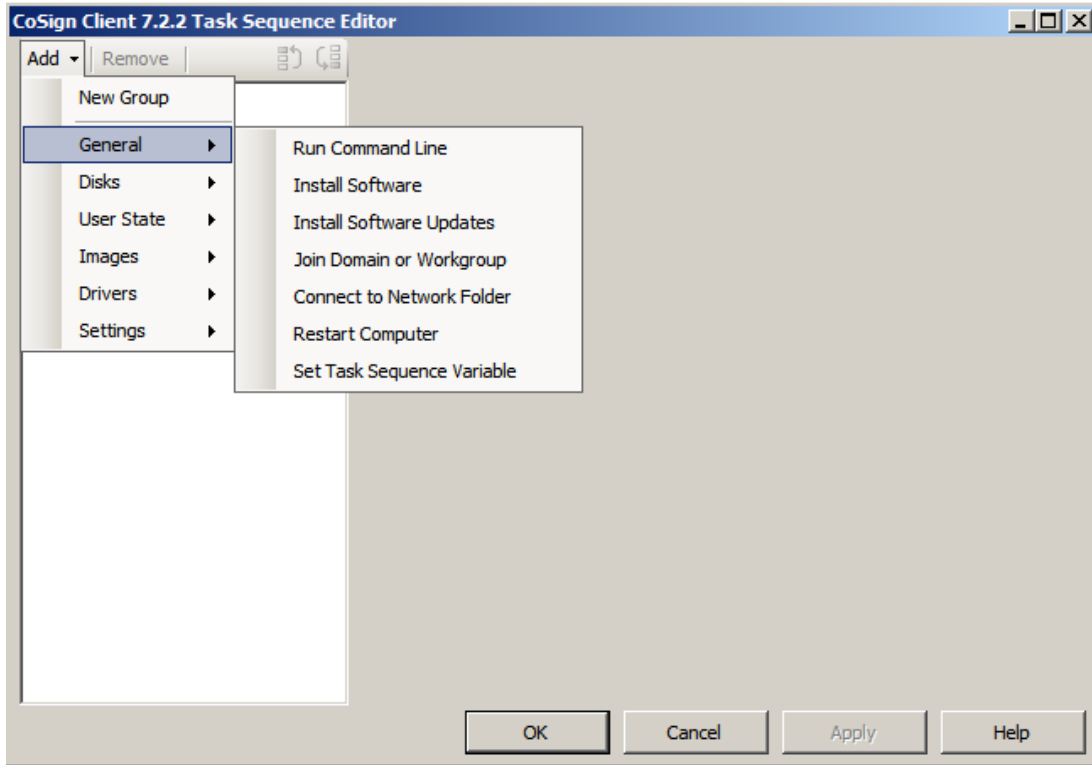 CoSign Client 7.2.2 Task Sequence Editor
Add Remove
New Group
General
Disks
User State
Images
Drivers
Settings
Run Command Line
Install Software
Install Software Updates
Join Domain or Workgroup
Connect to Network Folder
Restart Computer
Set Task Sequence Variable
OK Cancel Apply Help